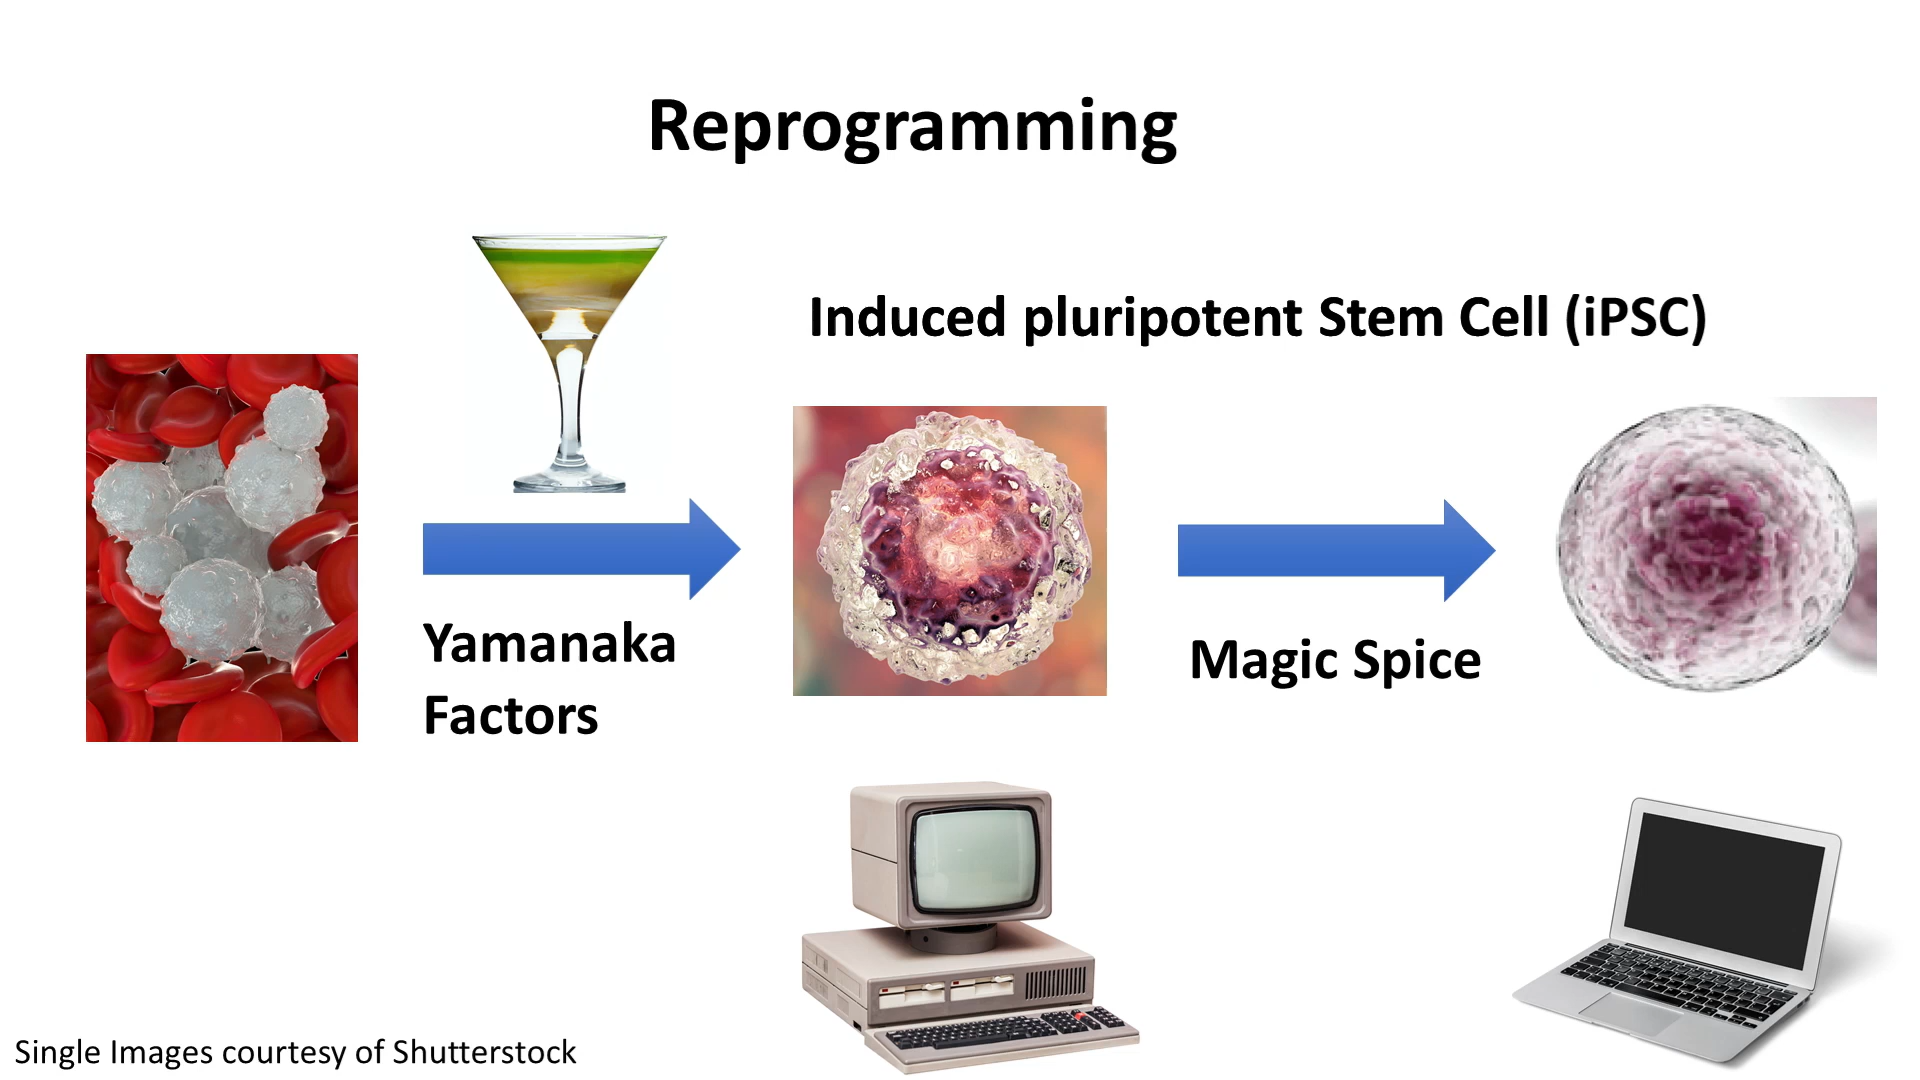 Reprogramming
Induced pluripotent Stem Cell (iPSC)
Yamanaka
Factors
Magic Spice
Single Images courtesy of Shutterstock